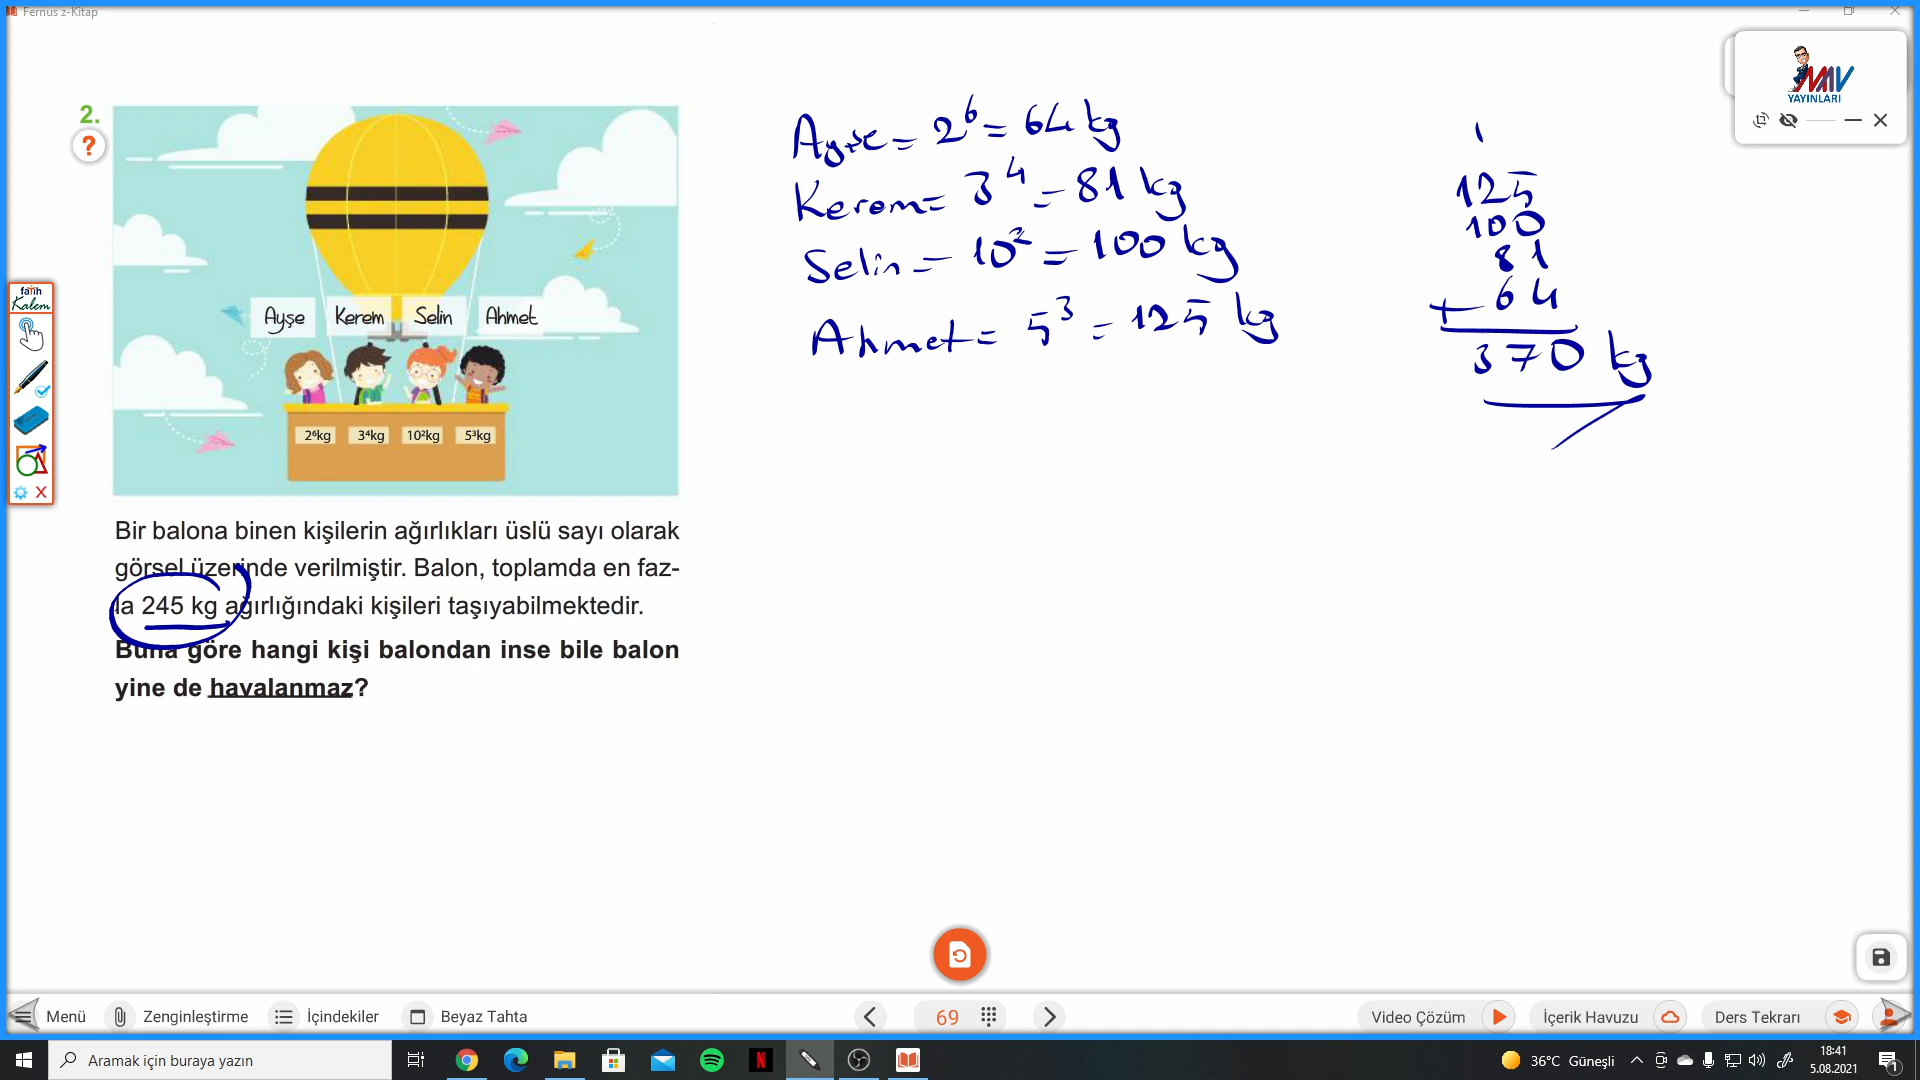 Fernus z-Kitap
MAV
YAYINLARI
2.
?
Ayşe = 2⁶ = 64 kg
Kerem = 3⁴ = 81 kg
Selin = 10² = 100 kg
Ahmet = 5³ = 125 kg
1
125
100
81
+ 64
370 kg
fatih
Kalem
Ayşe Kerem Selin Ahmet
2⁶kg 3⁴kg 10²kg 5³kg
Bir balona binen kişilerin ağırlıkları üslü sayı olarak
görsel üzerinde verilmiştir. Balon, toplamda en faz-
la 245 kg ağırlığındaki kişileri taşıyabilmektedir.
Buna göre hangi kişi balondan inse bile balon
yine de havalanmaz?
Menü Zenginleştirme İçindekiler Beyaz Tahta 69 Video Çözüm İçerik Havuzu Ders Tekrarı
Aramak için buraya yazın
N
36°C Güneşli
18:41
5.08.2021
1